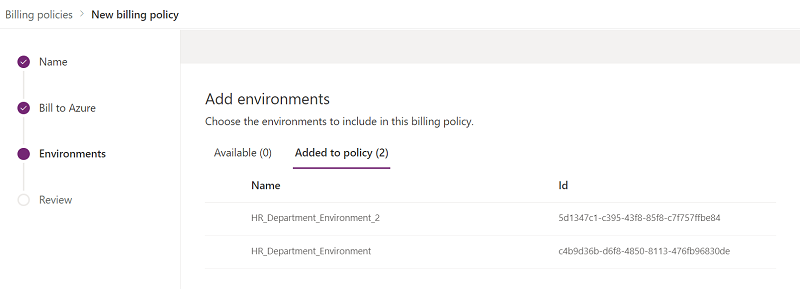 Billing policies > New billing policy
Name
Bill to Azure
Environments
Review
Add environments
Choose the environments to include in this billing policy.
Available (0) Added to policy (2)
Name Id
HR_Department_Environment_2 5d1347c1-c395-43f8-85f8-c7f757ffbe84
HR_Department_Environment c4b9d36b-d6f8-4850-8113-476fb96830de